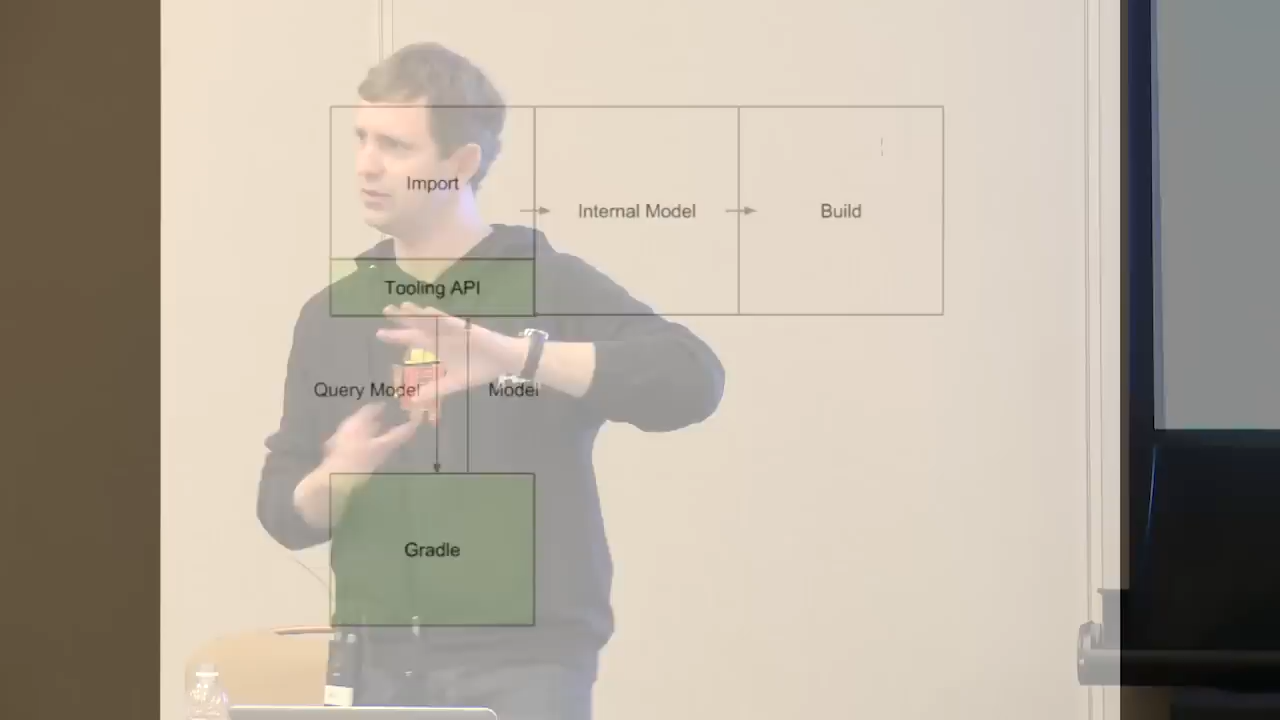 Import
Internal Model
Build
Tooling API
Query Model
Model
Gradle